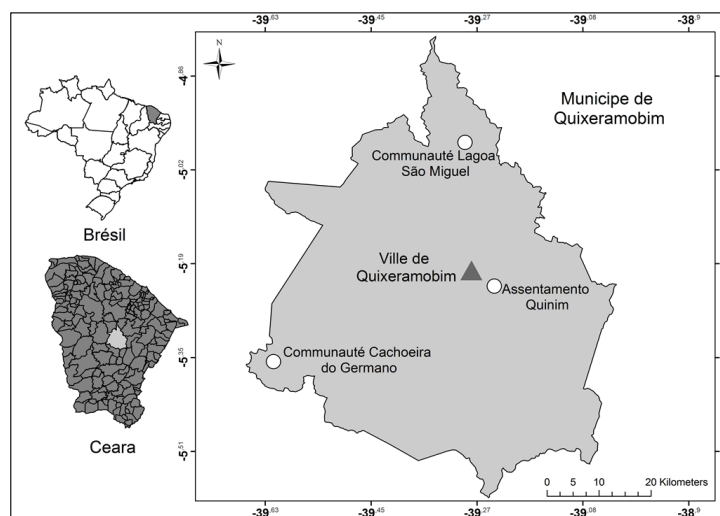 -39.63 -39.45 -39.27 -39.08 -38.9
-4.86
-5.02
-5.19
-5.35
-5.51
Municipe de
Quixeramobim
Communauté Lagoa
São Miguel
Ville de
Quixeramobim
Assentamento
Quinim
Communauté Cachoeira
do Germano
Brésil
Ceara
0 5 10 20 Kilometers
-39.63 -39.45 -39.27 -39.08 -38.9